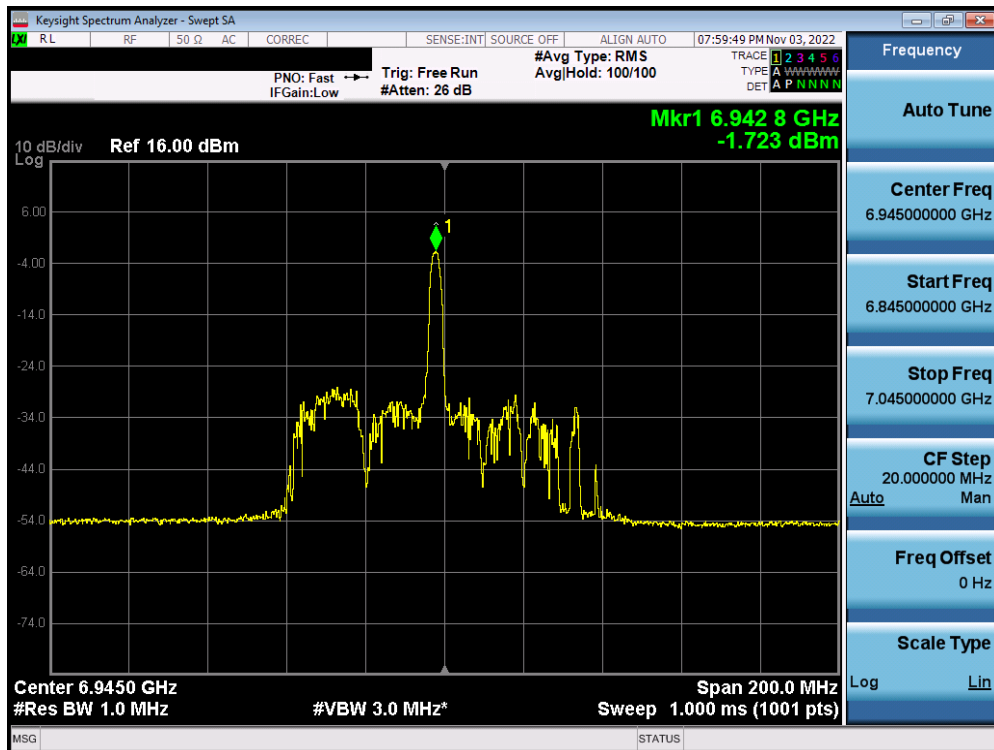 Keysight Spectrum Analyzer - Swept SA
LXI RL RF 50 Ω AC CORREC SENSE:INT SOURCE OFF ALIGN AUTO 07:59:49 PM Nov 03, 2022
PNO: Fast Trig: Free Run #Avg Type: RMS TRACE 1 2 3 4 5 6
IFGain:Low #Atten: 26 dB Avg|Hold: 100/100 TYPE A WWWWW
DET A P N N N N
Mkr1 6.942 8 GHz
-1.723 dBm
10 dB/div Ref 16.00 dBm
Log
1
6.00
-4.00
-14.0
-24.0
-34.0
-44.0
-54.0
-64.0
-74.0
Center 6.9450 GHz Span 200.0 MHz
#Res BW 1.0 MHz #VBW 3.0 MHz* Sweep 1.000 ms (1001 pts)
MSG STATUS
Frequency
Auto Tune
Center Freq
6.945000000 GHz
Start Freq
6.845000000 GHz
Stop Freq
7.045000000 GHz
CF Step
20.000000 MHz
Auto Man
Freq Offset
0 Hz
Scale Type
Log Lin